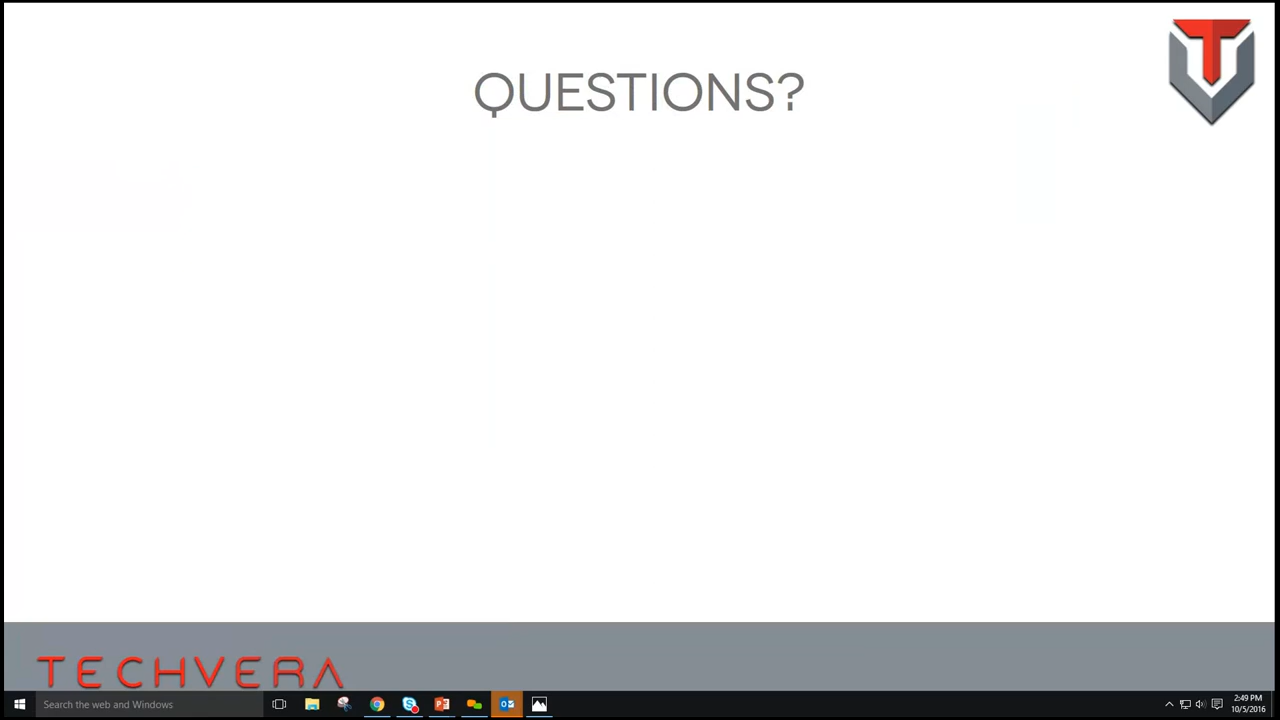 QUESTIONS?
TECHVERA
Search the web and Windows
2:49 PM
10/5/2016